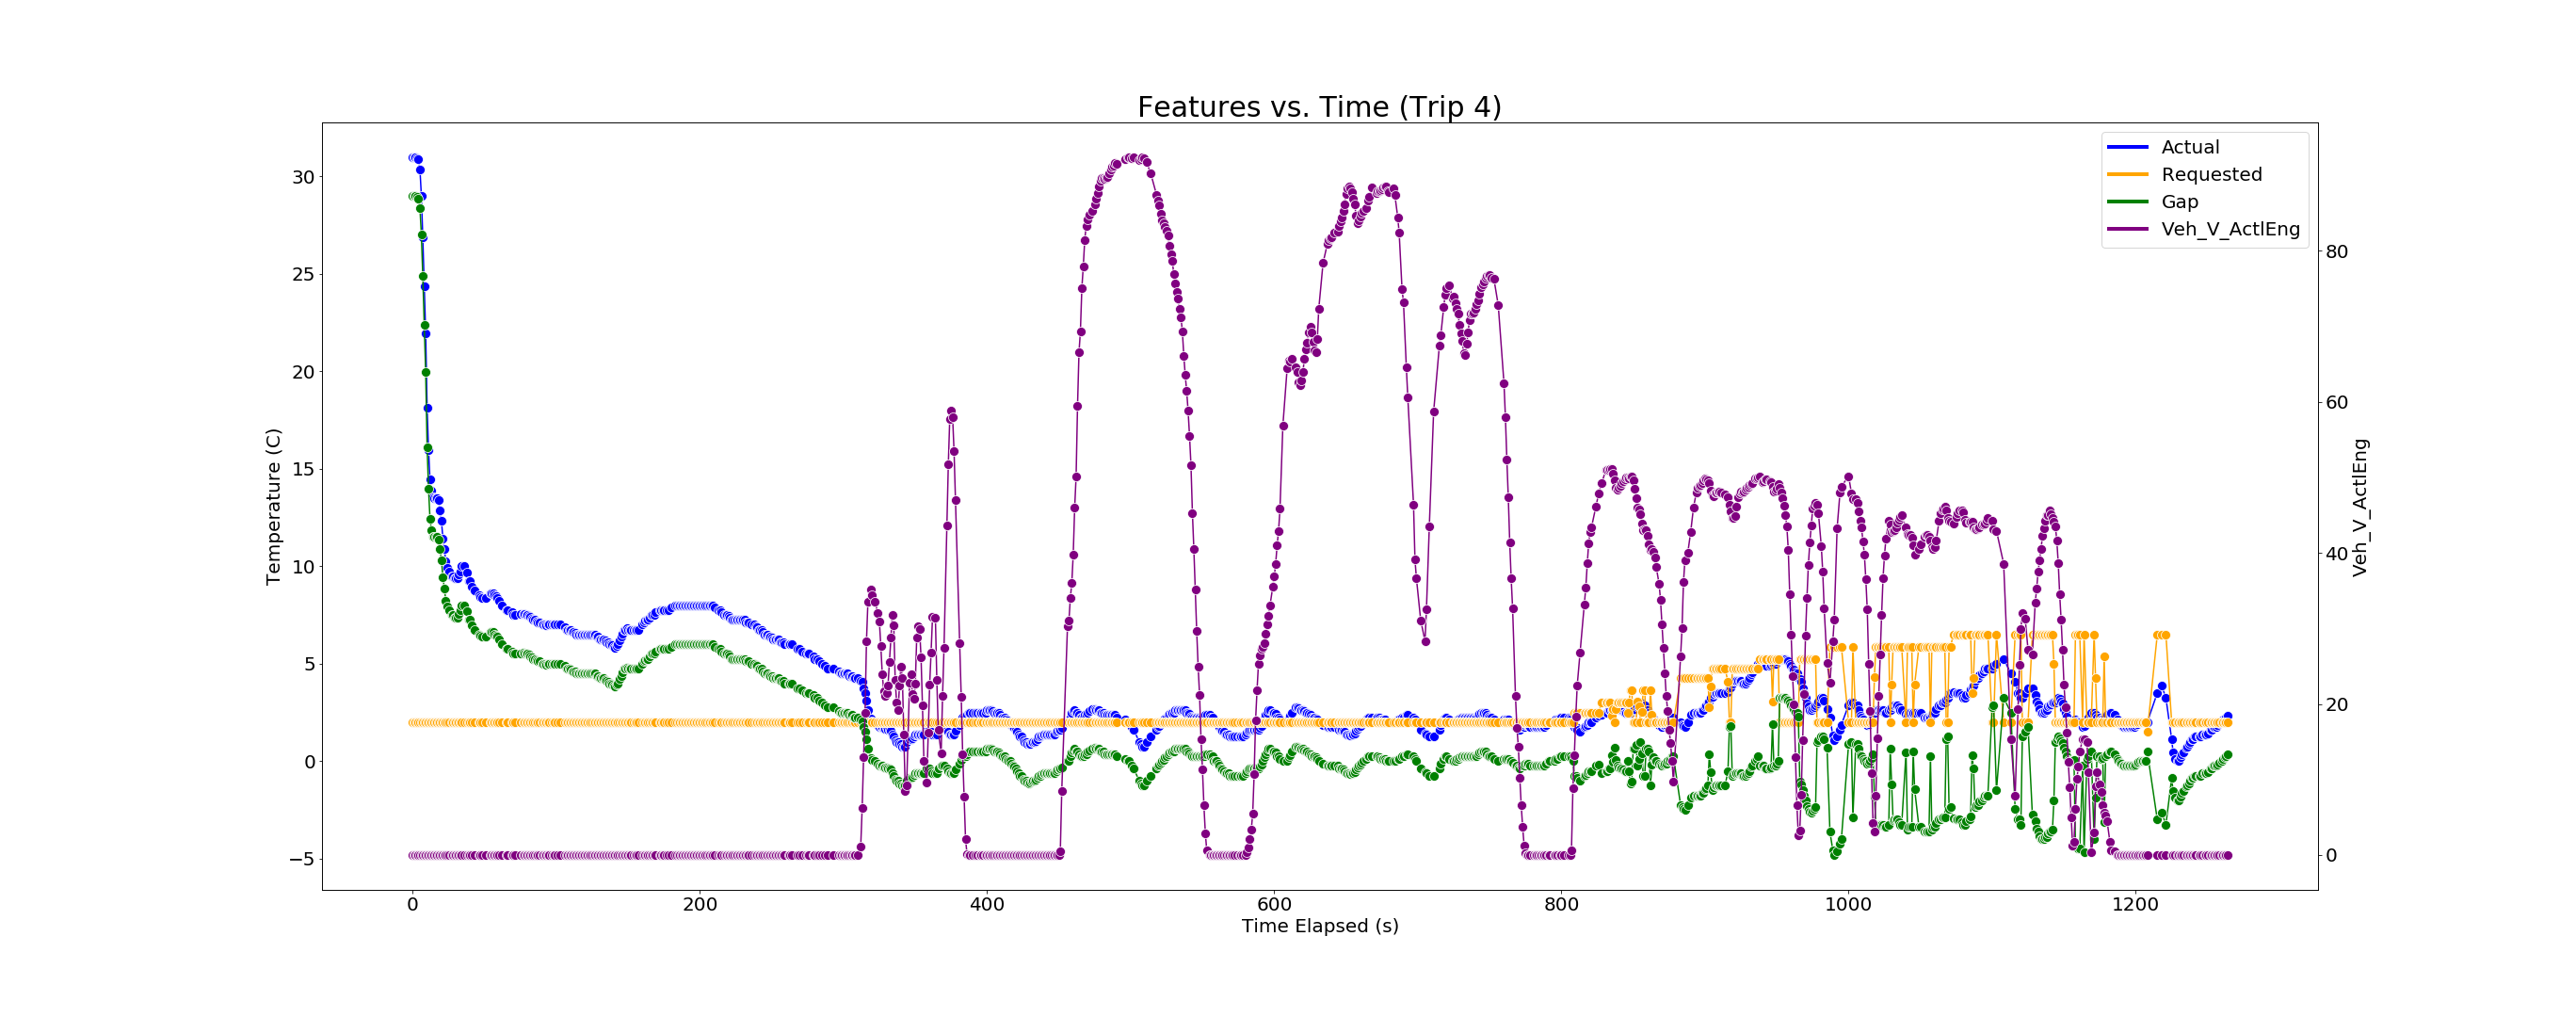 Features vs. Time (Trip 4)
Actual
Requested
Gap
Veh_V_ActlEng
30
25
20
15
10
5
0
−5
Temperature (C)
80
60
40
20
0
Veh_V_ActlEng
0 200 400 600 800 1000 1200
Time Elapsed (s)